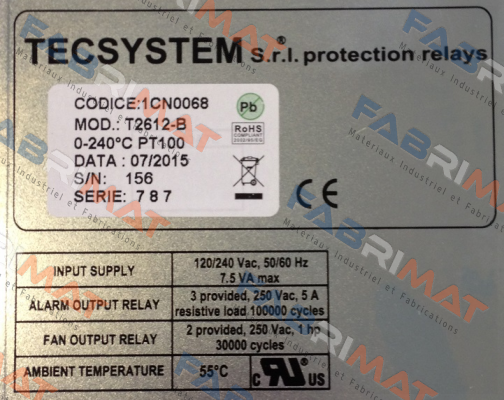 TECSYSTEM S.r.l.® protection relays
CODICE:1CN0068
MOD.: T2612-B
0-240°C PT100
DATA : 07/2015
S/N: 156
SERIE: 7 8 7
Pb
RoHS
COMPLIANT
CE
INPUT SUPPLY 120/240 Vac, 50/60 Hz
7.5 VA max
ALARM OUTPUT RELAY 3 provided, 250 Vac, 5 A
resistive load 100000 cycles
FAN OUTPUT RELAY 2 provided, 250 Vac, 1 hp
30000 cycles
AMBIENT TEMPERATURE 55°C
c RU US
FABRIMAT
Materiaux Industriel et Fabrications